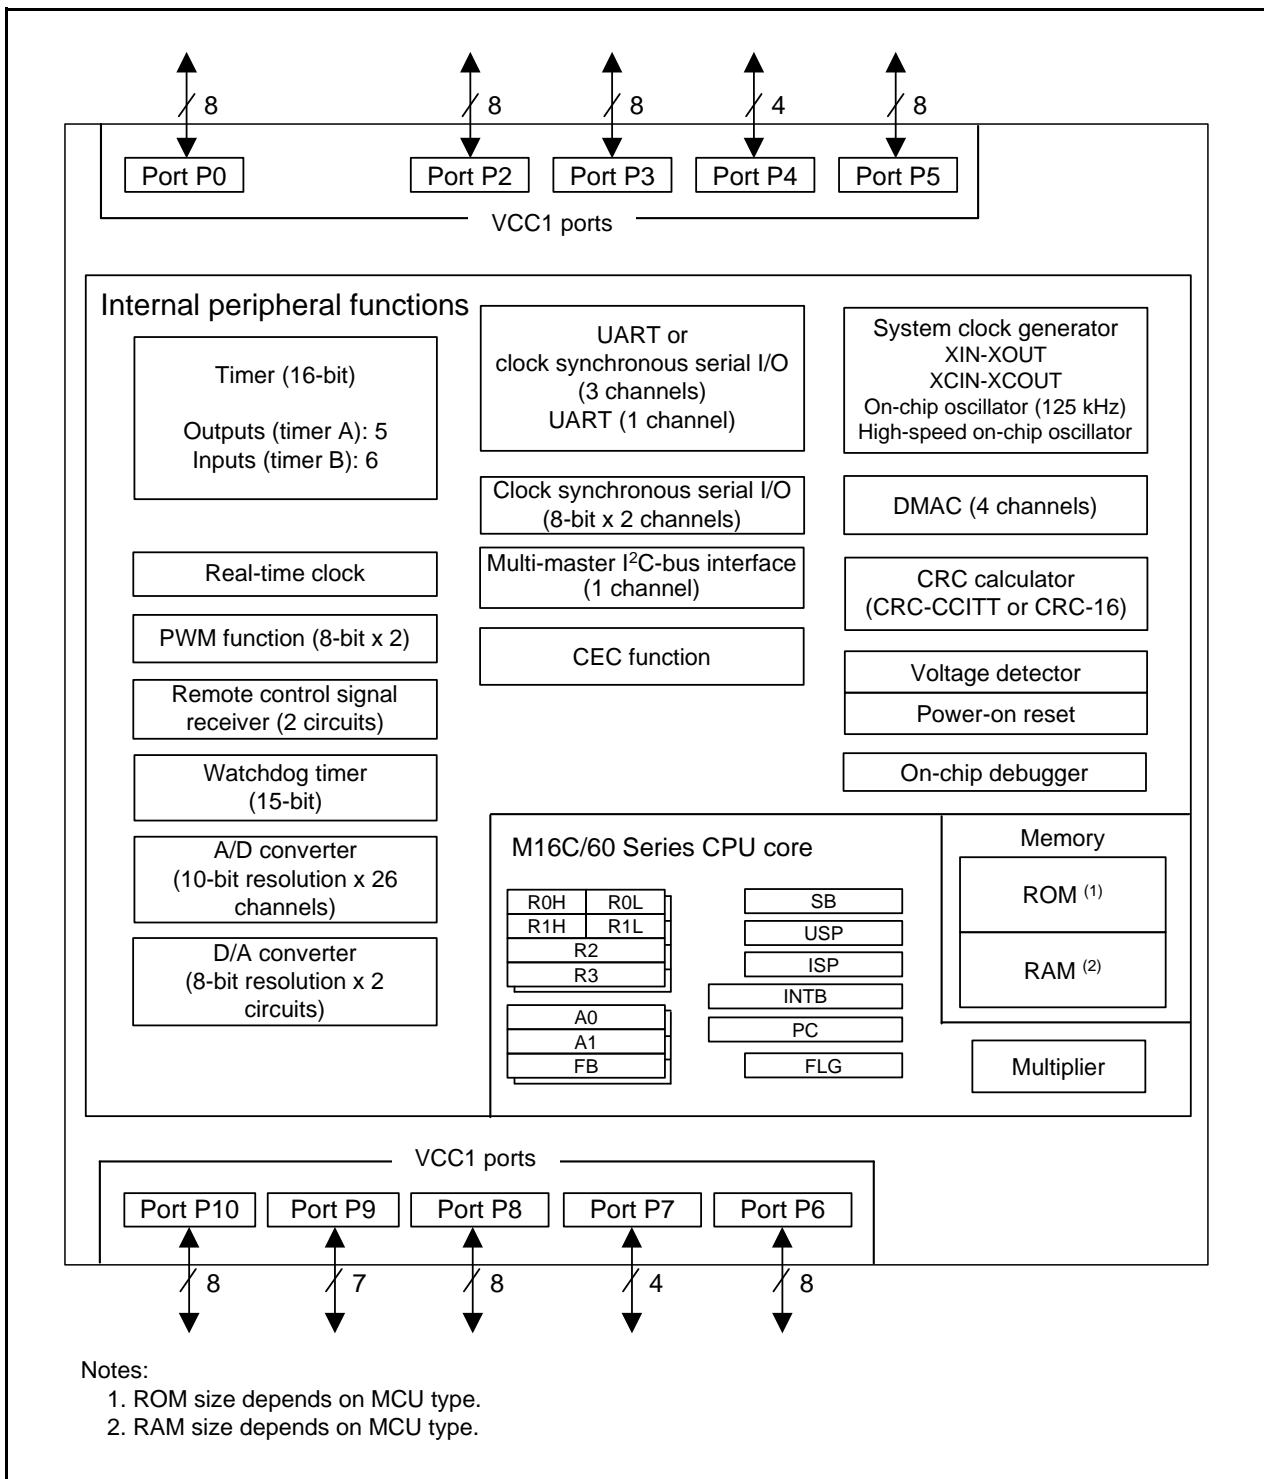 8
8
8
4
8
Port P0
Port P2
Port P3
Port P4
Port P5
VCC1 ports
Internal peripheral functions
Timer (16-bit)
Outputs (timer A): 5
Inputs (timer B): 6
Real-time clock
PWM function (8-bit x 2)
Remote control signal
receiver (2 circuits)
Watchdog timer
(15-bit)
A/D converter
(10-bit resolution x 26
channels)
D/A converter
(8-bit resolution x 2
circuits)
UART or
clock synchronous serial I/O
(3 channels)
UART (1 channel)
Clock synchronous serial I/O
(8-bit x 2 channels)
Multi-master I²C-bus interface
(1 channel)
CEC function
System clock generator
XIN-XOUT
XCIN-XCOUT
On-chip oscillator (125 kHz)
High-speed on-chip oscillator
DMAC (4 channels)
CRC calculator
(CRC-CCITT or CRC-16)
Voltage detector
Power-on reset
On-chip debugger
M16C/60 Series CPU core
R0H
R0L
R1H
R1L
R2
R3
A0
A1
FB
SB
USP
ISP
INTB
PC
FLG
Memory
ROM (1)
RAM (2)
Multiplier
VCC1 ports
Port P10
Port P9
Port P8
Port P7
Port P6
8
7
8
4
8
Notes:
1. ROM size depends on MCU type.
2. RAM size depends on MCU type.